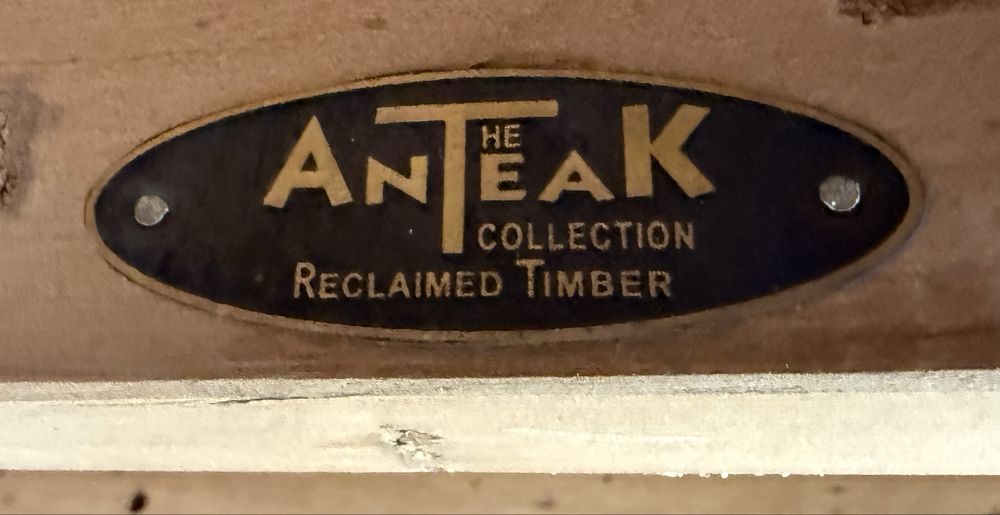 THE
ANTEAK
COLLECTION
RECLAIMED TIMBER